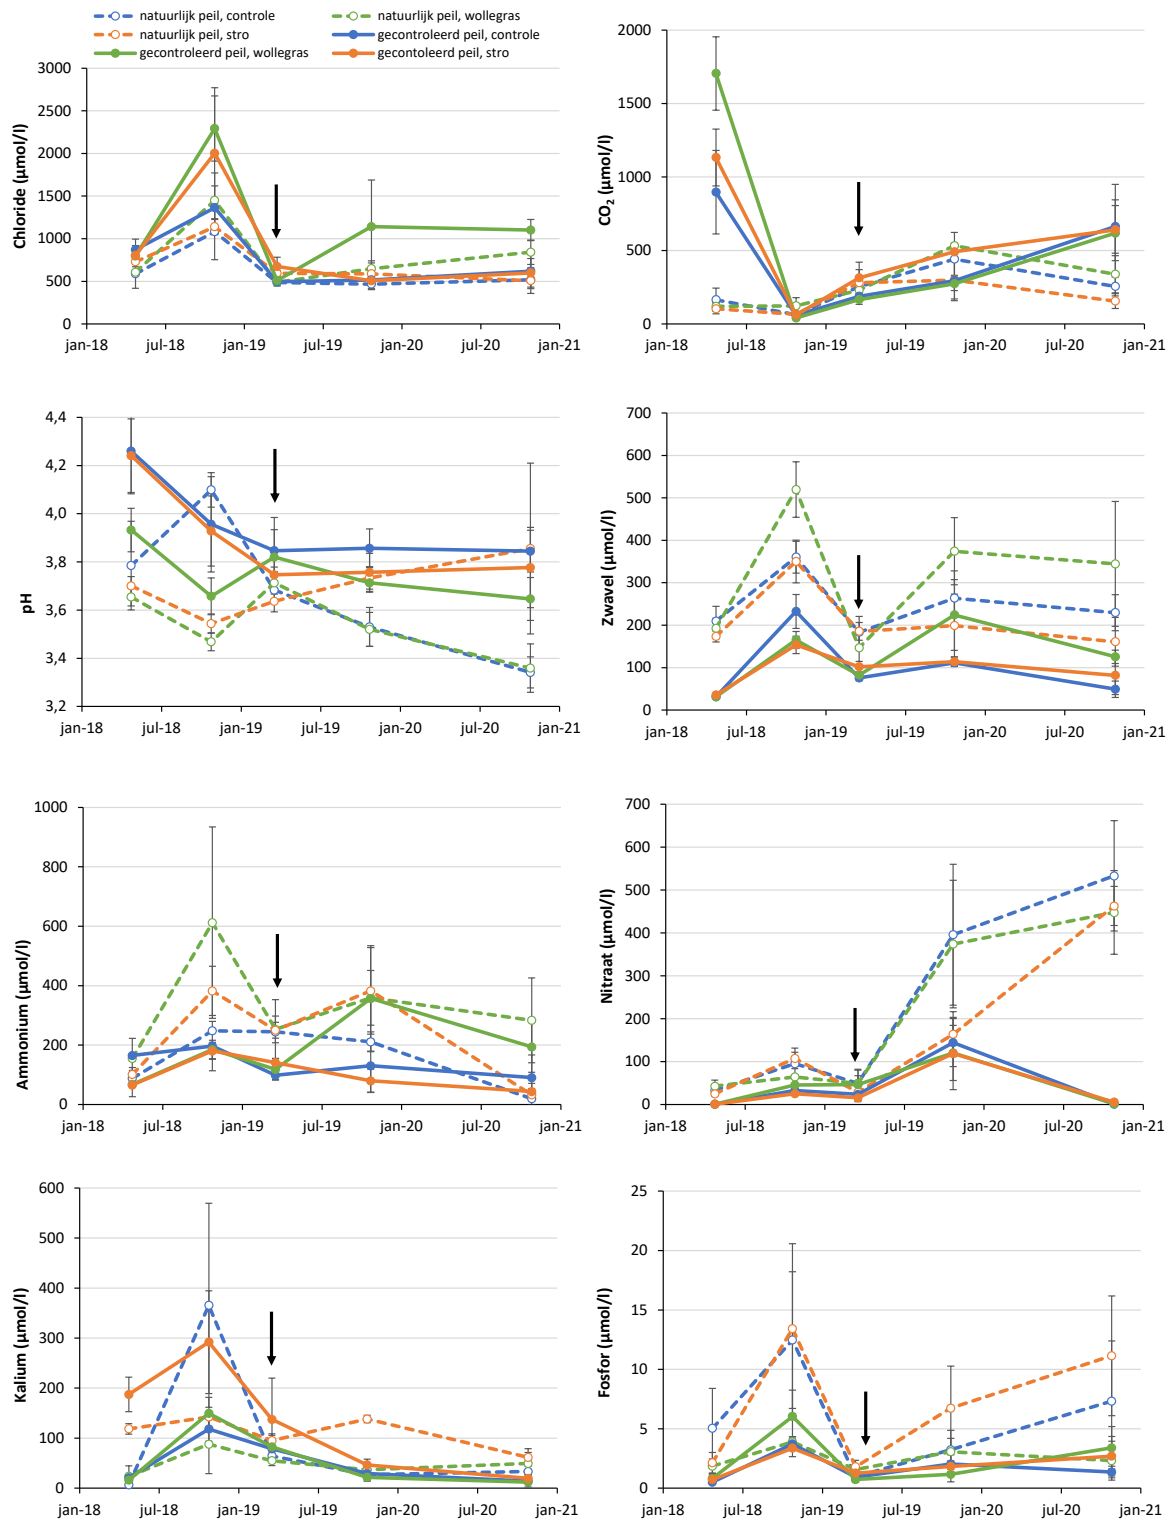 natuurlijk peil, controle
natuurlijk peil, wollegras
natuurlijk peil, stro
gecontroleerd peil, controle
gecontroleerd peil, wollegras
gecontoleerd peil, stro
Chloride (µmol/l)
3000
2500
2000
1500
1000
500
0
jan-18 jul-18 jan-19 jul-19 jan-20 jul-20 jan-21
CO₂ (µmol/l)
2000
1500
1000
500
0
jan-18 jul-18 jan-19 jul-19 jan-20 jul-20 jan-21
pH
4,4
4,2
4,0
3,8
3,6
3,4
3,2
jan-18 jul-18 jan-19 jul-19 jan-20 jul-20 jan-21
Zwavel (µmol/l)
700
600
500
400
300
200
100
0
jan-18 jul-18 jan-19 jul-19 jan-20 jul-20 jan-21
Ammonium (µmol/l)
1000
800
600
400
200
0
jan-18 jul-18 jan-19 jul-19 jan-20 jul-20 jan-21
Nitraat (µmol/l)
700
600
500
400
300
200
100
0
jan-18 jul-18 jan-19 jul-19 jan-20 jul-20 jan-21
Kalium (µmol/l)
600
500
400
300
200
100
0
jan-18 jul-18 jan-19 jul-19 jan-20 jul-20 jan-21
Fosfor (µmol/l)
25
20
15
10
5
0
jan-18 jul-18 jan-19 jul-19 jan-20 jul-20 jan-21